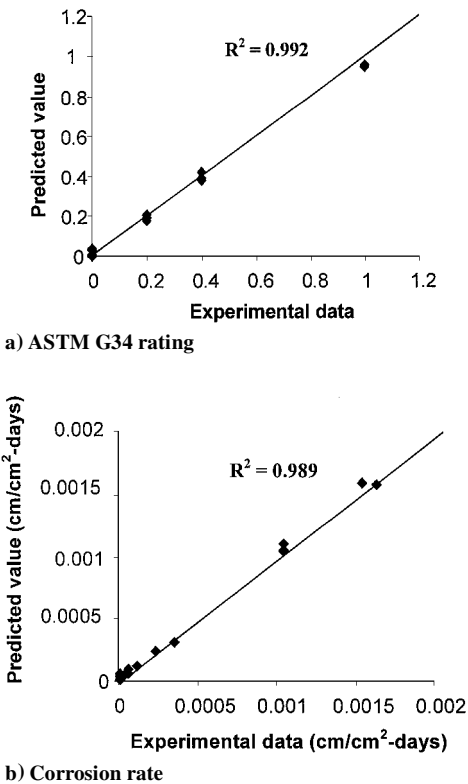 1.2
R² = 0.992
1
0.8
0.6
0.4
0.2
0
Predicted value
0 0.2 0.4 0.6 0.8 1 1.2
Experimental data
a) ASTM G34 rating
0.002
R² = 0.989
0.0015
0.001
0.0005
0
Predicted value (cm/cm²-days)
0 0.0005 0.001 0.0015 0.002
Experimental data (cm/cm²-days)
b) Corrosion rate